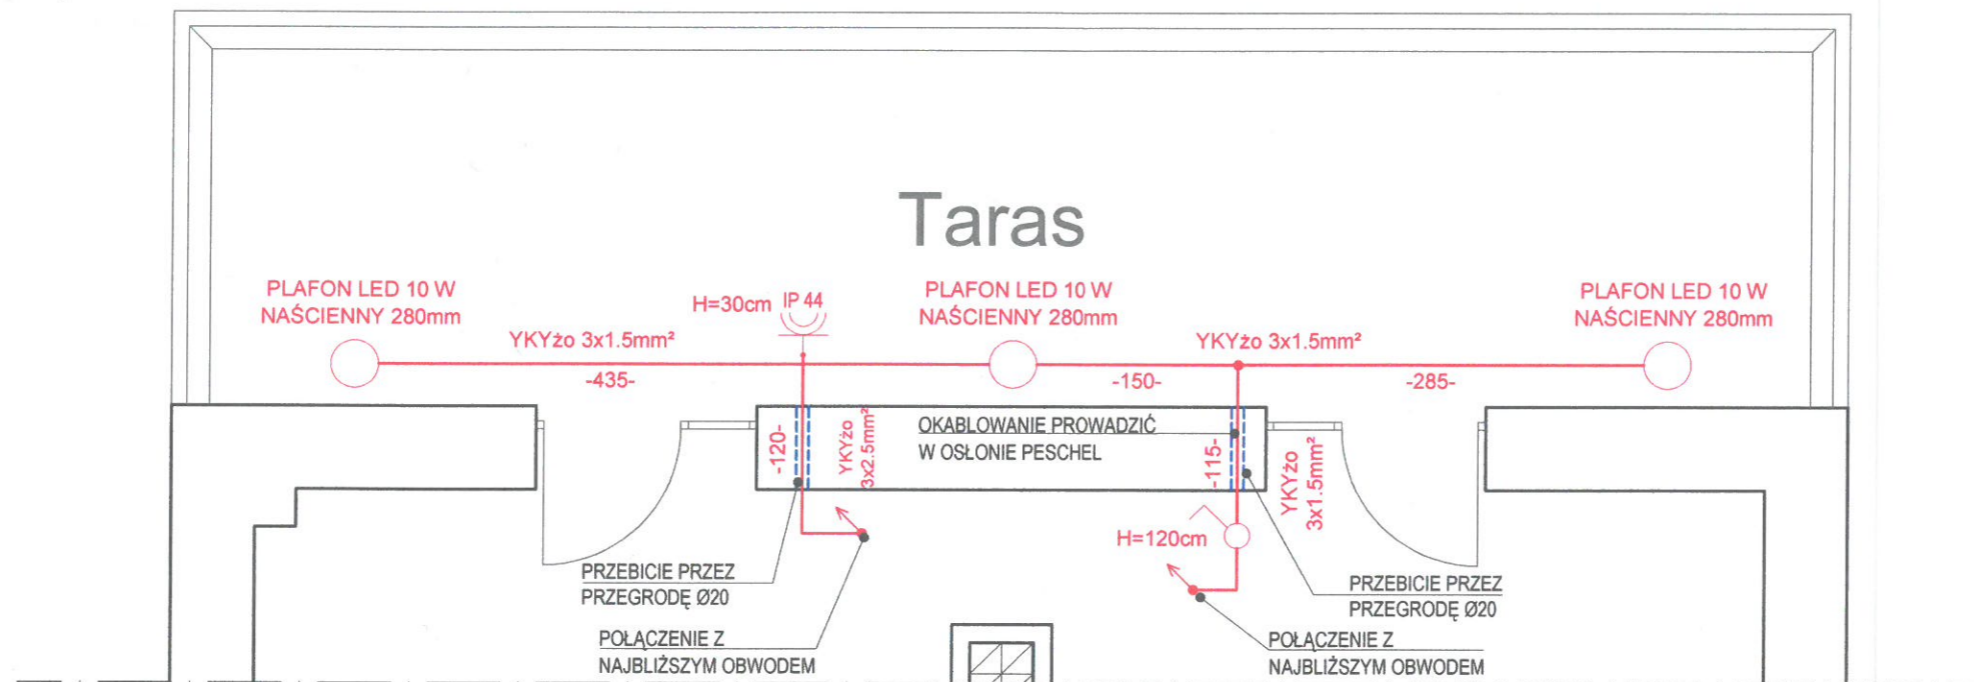 Taras
PLAFON LED 10 W
NAŚCIENNY 280mm
YKYżo 3x1.5mm²
-435-
H=30cm
IP 44
PLAFON LED 10 W
NAŚCIENNY 280mm
-150-
YKYżo 3x1.5mm²
-285-
PLAFON LED 10 W
NAŚCIENNY 280mm
-120-
YKYżo
3x2.5mm²
OKABLOWANIE PROWADZIĆ
W OSŁONIE PESCHEL
-115-
YKYżo
3x1.5mm²
H=120cm
PRZEBICIE PRZEZ
PRZEGRODĘ Ø20
POŁĄCZENIE Z
NAJBLIŻSZYM OBWODEM
PRZEBICIE PRZEZ
PRZEGRODĘ Ø20
POŁĄCZENIE Z
NAJBLIŻSZYM OBWODEM